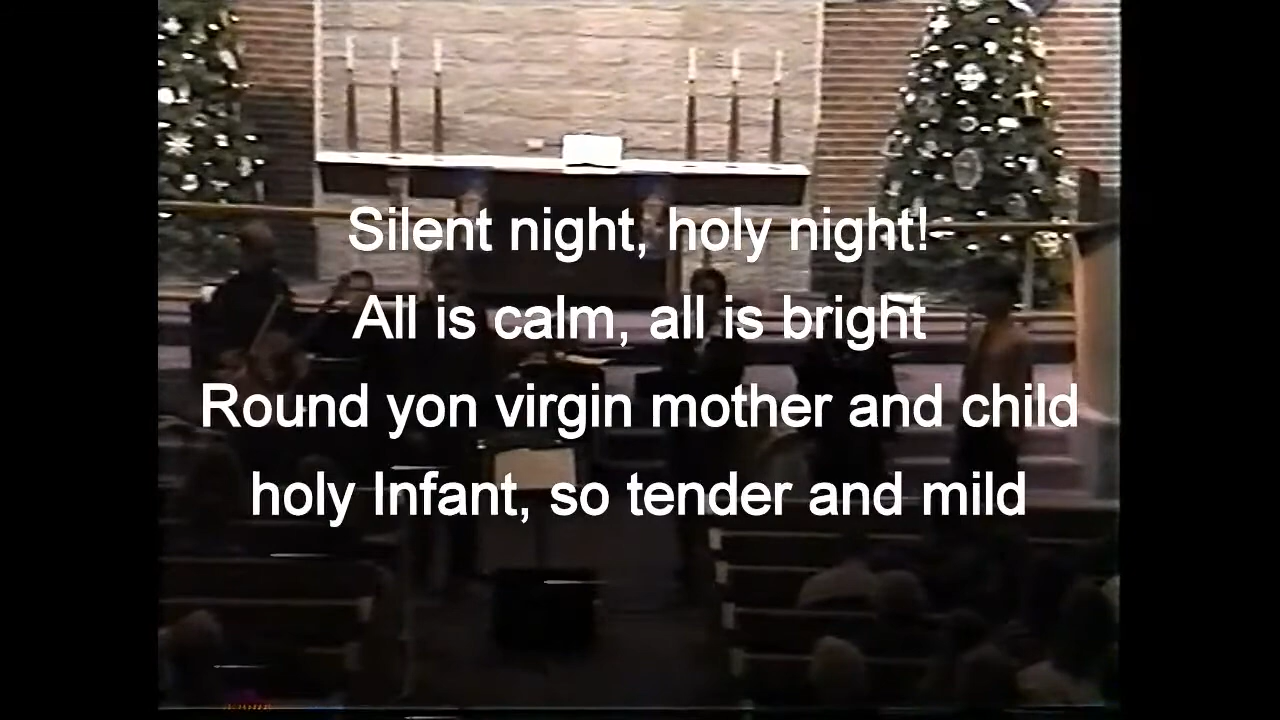 Silent night, holy night!
All is calm, all is bright
Round yon virgin mother and child
holy Infant, so tender and mild